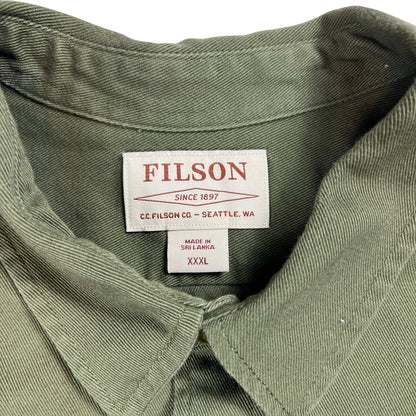 FILSON
SINCE 1897
C.C. FILSON CO. – SEATTLE, WA
MADE IN
SRI LANKA
XXXL